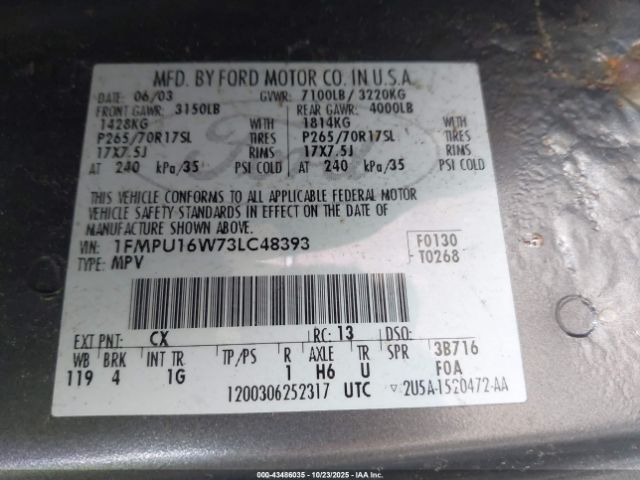 MFD. BY FORD MOTOR CO. IN U.S.A.
DATE: 06/03 GVWR: 7100LB / 3220KG
FRONT GAWR: 3150LB REAR GAWR: 4000LB
1428KG WITH 1814KG WITH
P265/70R17SL TIRES P265/70R17SL TIRES
17X7.5J RIMS 17X7.5J RIMS
AT 240 kPa/35 PSI COLD AT 240 kPa/35 PSI COLD
THIS VEHICLE CONFORMS TO ALL APPLICABLE FEDERAL MOTOR
VEHICLE SAFETY STANDARDS IN EFFECT ON THE DATE OF
MANUFACTURE SHOWN ABOVE.
VIN: 1FMPU16W73LC48393 F0130
TYPE: MPV T0268
EXT PNT: CX RC: 13 DSO:
WB BRK INT TR TP/PS R AXLE TR SPR 3B716
119 4 1G 1 H6 U F0A
1200306252317 UTC ▽2U5A-1520472-AA
00-43486035 - 10/23/2025 - IAA Inc.